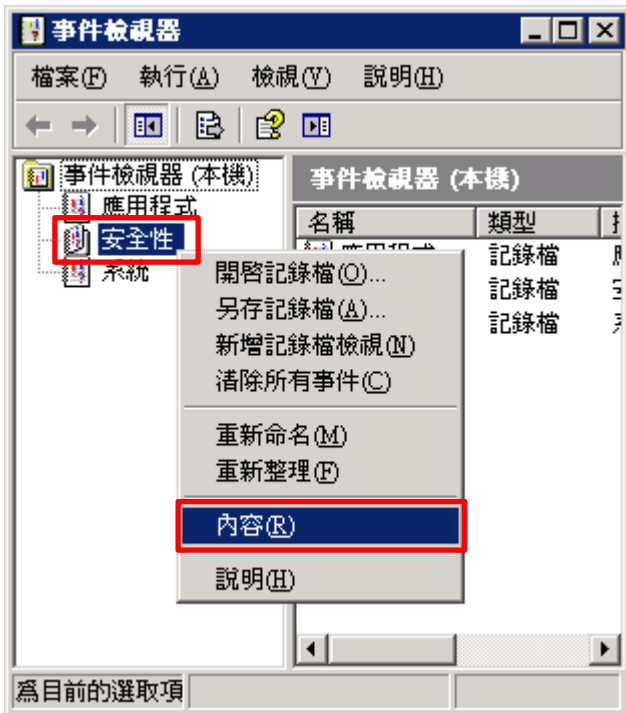 事件檢視器
檔案(F) 執行(A) 檢視(V) 說明(H)
事件檢視器 (本機)
應用程式
安全性
系統
事件檢視器 (本機)
名稱 類型
記錄檔
記錄檔
記錄檔
開啓記錄檔(O)...
另存記錄檔(A)...
新增記錄檔檢視(N)
清除所有事件(C)
重新命名(M)
重新整理(F)
內容(R)
說明(H)
爲目前的選取項